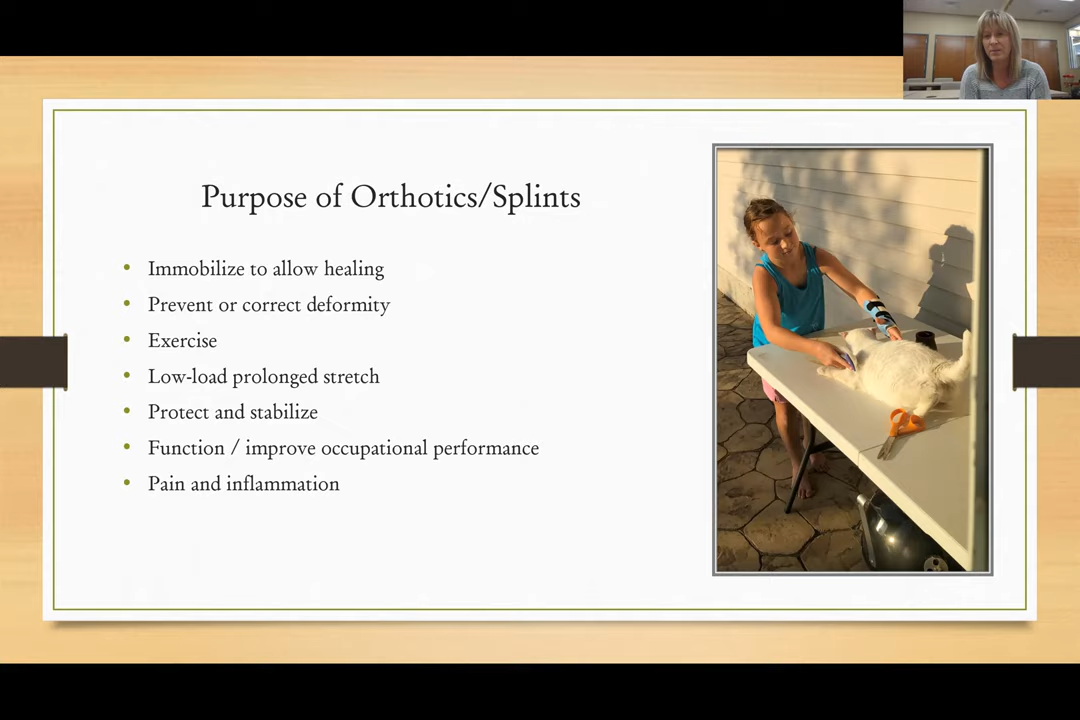 Purpose of Orthotics/Splints
Immobilize to allow healing
Prevent or correct deformity
Exercise
Low-load prolonged stretch
Protect and stabilize
Function / improve occupational performance
Pain and inflammation